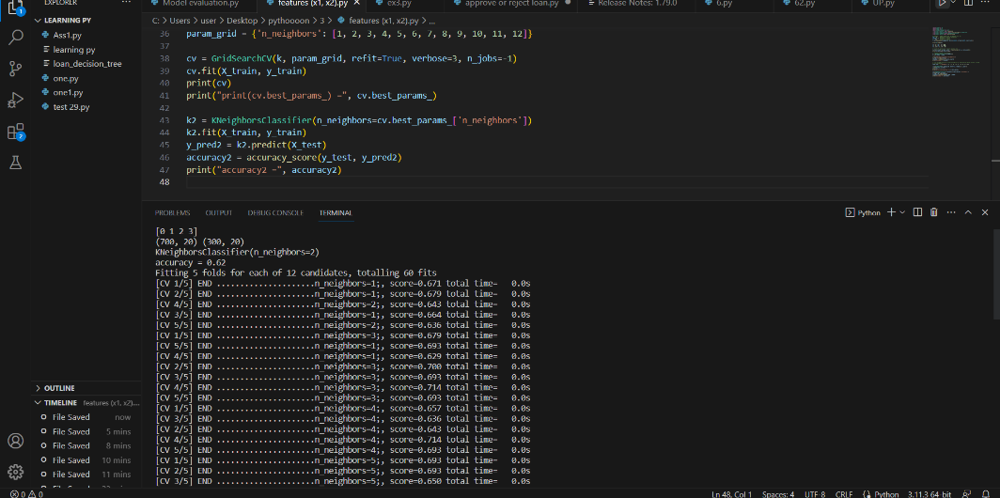 EXPLORER
Model evaluation.py
features (x1, x2).py
ex3.py
approve or reject loan.py
Release Notes: 1.79.0
6.py
62.py
UP.py
LEARNING PY
C: > Users > user > Desktop > pythoooon > 3 > features (x1, x2).py > ...
Ass1.py
learning py
loan_decision_tree
one.py
one1.py
test 29.py
36 param_grid = {'n_neighbors': [1, 2, 3, 4, 5, 6, 7, 8, 9, 10, 11, 12]}
37
38 cv = GridSearchCV(k, param_grid, refit=True, verbose=3, n_jobs=-1)
39 cv.fit(X_train, y_train)
40 print(cv)
41 print("print(cv.best_params_) =", cv.best_params_)
42
43 k2 = KNeighborsClassifier(n_neighbors=cv.best_params_['n_neighbors'])
44 k2.fit(X_train, y_train)
45 y_pred2 = k2.predict(X_test)
46 accuracy2 = accuracy_score(y_test, y_pred2)
47 print("accuracy2 =", accuracy2)
48
PROBLEMS OUTPUT DEBUG CONSOLE TERMINAL
Python
[0 1 2 3]
(700, 20) (300, 20)
KNeighborsClassifier(n_neighbors=2)
accuracy = 0.62
Fitting 5 folds for each of 12 candidates, totalling 60 fits
[CV 1/5] END .....................n_neighbors=1;, score=0.671 total time= 0.0s
[CV 2/5] END .....................n_neighbors=1;, score=0.679 total time= 0.0s
[CV 4/5] END .....................n_neighbors=2;, score=0.643 total time= 0.0s
[CV 3/5] END .....................n_neighbors=1;, score=0.664 total time= 0.0s
[CV 5/5] END .....................n_neighbors=2;, score=0.636 total time= 0.0s
[CV 1/5] END .....................n_neighbors=3;, score=0.679 total time= 0.0s
[CV 5/5] END .....................n_neighbors=1;, score=0.693 total time= 0.0s
[CV 4/5] END .....................n_neighbors=1;, score=0.629 total time= 0.0s
[CV 2/5] END .....................n_neighbors=3;, score=0.700 total time= 0.0s
[CV 3/5] END .....................n_neighbors=3;, score=0.693 total time= 0.0s
[CV 4/5] END .....................n_neighbors=3;, score=0.714 total time= 0.0s
[CV 5/5] END .....................n_neighbors=3;, score=0.693 total time= 0.0s
[CV 1/5] END .....................n_neighbors=4;, score=0.657 total time= 0.0s
[CV 3/5] END .....................n_neighbors=4;, score=0.636 total time= 0.0s
[CV 2/5] END .....................n_neighbors=4;, score=0.643 total time= 0.0s
[CV 4/5] END .....................n_neighbors=4;, score=0.714 total time= 0.0s
[CV 5/5] END .....................n_neighbors=4;, score=0.693 total time= 0.0s
[CV 1/5] END .....................n_neighbors=5;, score=0.693 total time= 0.0s
[CV 2/5] END .....................n_neighbors=5;, score=0.693 total time= 0.0s
[CV 3/5] END .....................n_neighbors=5;, score=0.650 total time= 0.0s
OUTLINE
TIMELINE features (x1, x2)....
File Saved now
File Saved 5 mins
File Saved 8 mins
File Saved 10 mins
File Saved 11 mins
0 0
Ln 48, Col 1 Spaces: 4 UTF-8 CRLF Python 3.11.3 64-bit